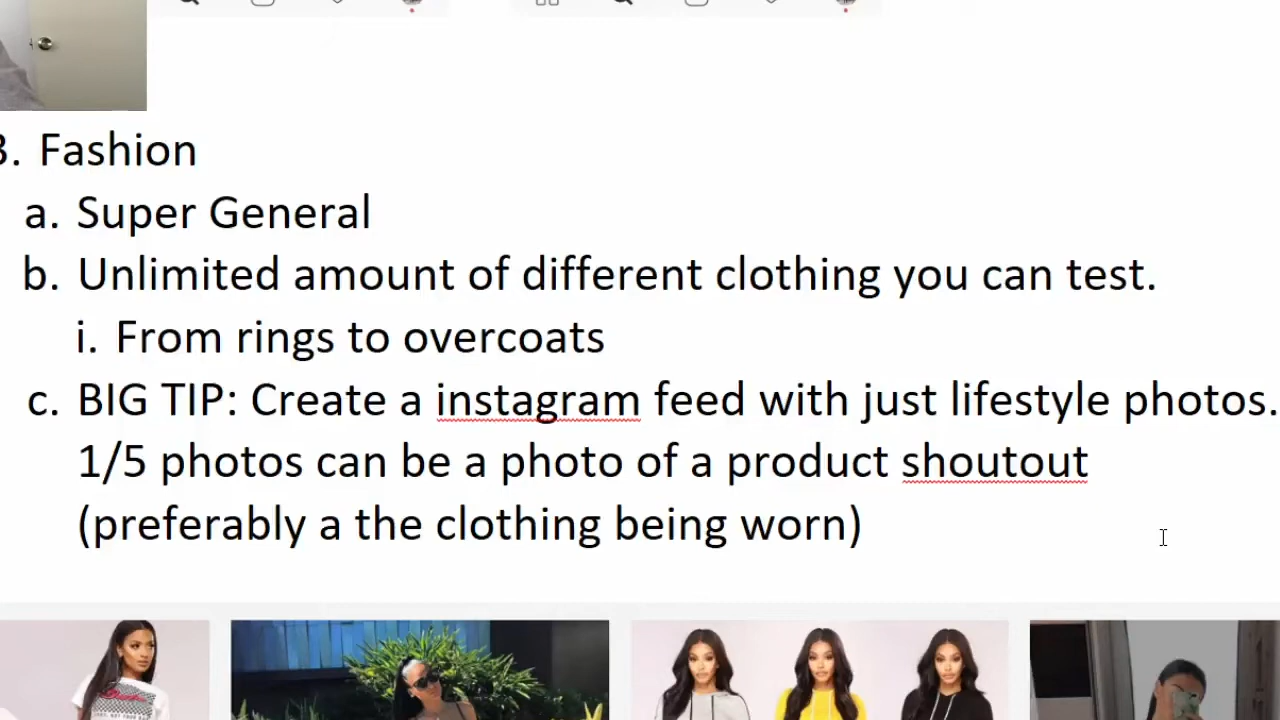 3. Fashion
a. Super General
b. Unlimited amount of different clothing you can test.
i. From rings to overcoats
c. BIG TIP: Create a instagram feed with just lifestyle photos.
1/5 photos can be a photo of a product shoutout
(preferably a the clothing being worn)